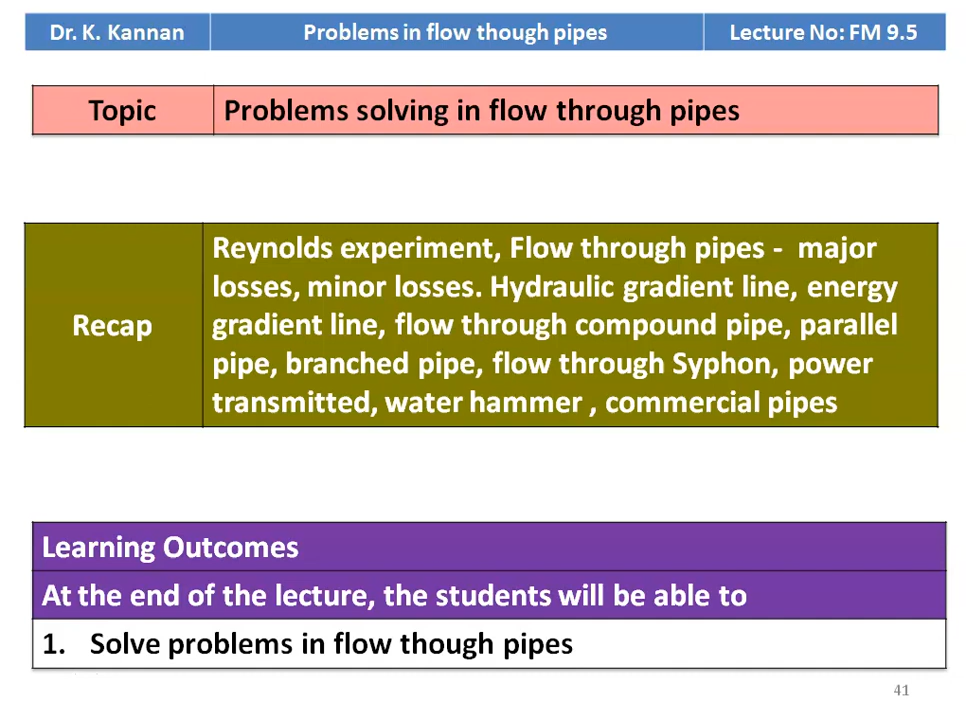 Dr. K. Kannan Problems in flow though pipes Lecture No: FM 9.5
Topic Problems solving in flow through pipes
Recap
Reynolds experiment, Flow through pipes - major
losses, minor losses. Hydraulic gradient line, energy
gradient line, flow through compound pipe, parallel
pipe, branched pipe, flow through Syphon, power
transmitted, water hammer , commercial pipes
Learning Outcomes
At the end of the lecture, the students will be able to
1. Solve problems in flow though pipes
41